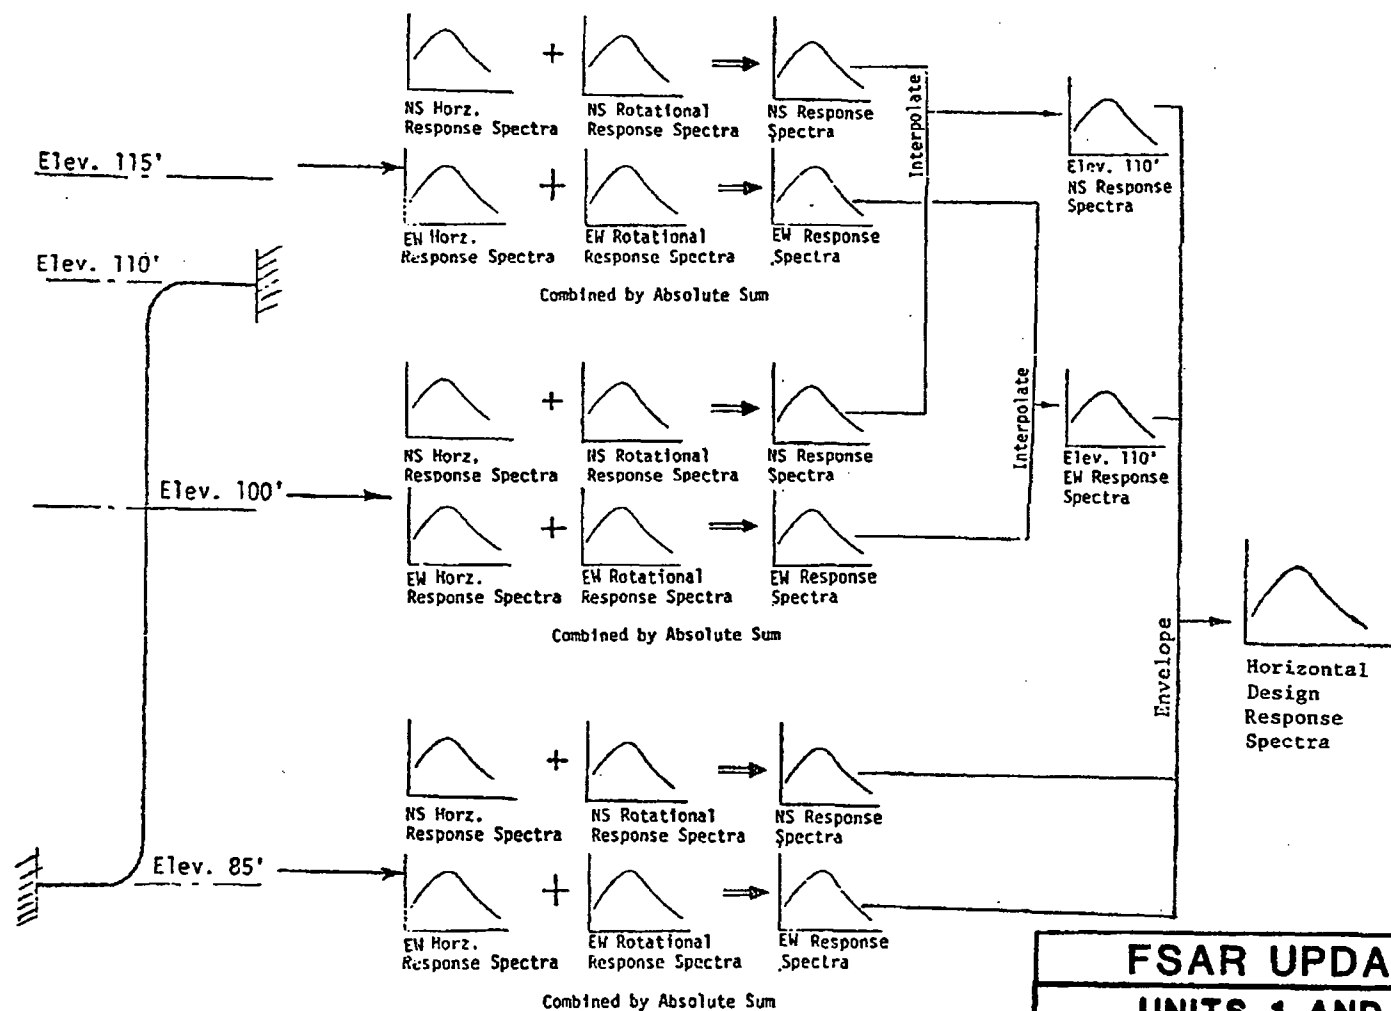 NS Horz.
Response Spectra
NS Rotational
Response Spectra
NS Response
Spectra
Interpolate
Elev. 110'
NS Response
Spectra
Elev. 115'
EW Horz.
Response Spectra
EW Rotational
Response Spectra
EW Response
Spectra
Elev. 110'
Combined by Absolute Sum
NS Horz.
Response Spectra
NS Rotational
Response Spectra
NS Response
Spectra
Interpolate
Elev. 110'
EW Response
Spectra
Elev. 100'
EW Horz.
Response Spectra
EW Rotational
Response Spectra
EW Response
Spectra
Combined by Absolute Sum
Envelope
Horizontal
Design
Response
Spectra
NS Horz.
Response Spectra
NS Rotational
Response Spectra
NS Response
Spectra
Elev. 85'
EW Horz.
Response Spectra
EW Rotational
Response Spectra
EW Response
Spectra
Combined by Absolute Sum
FSAR UPDA
UNITS 1 AND